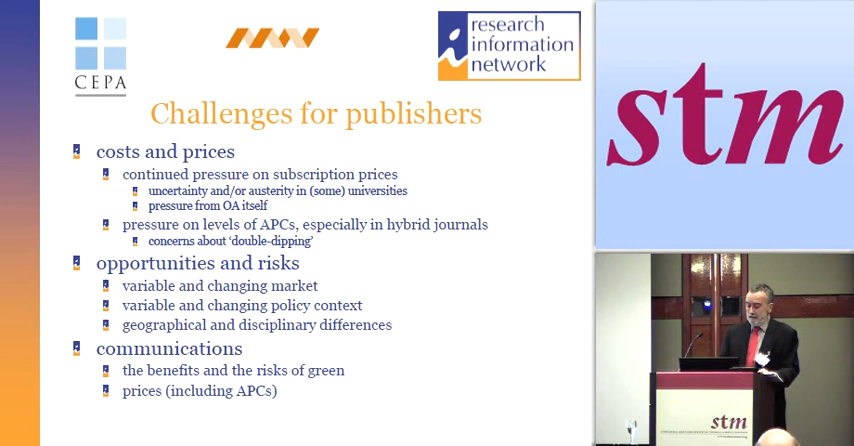 CEPA
research
information
network
stm
Challenges for publishers
costs and prices
continued pressure on subscription prices
uncertainty and/or austerity in (some) universities
pressure from OA itself
pressure on levels of APCs, especially in hybrid journals
concerns about ‘double-dipping’
opportunities and risks
variable and changing market
variable and changing policy context
geographical and disciplinary differences
communications
the benefits and the risks of green
prices (including APCs)
stm